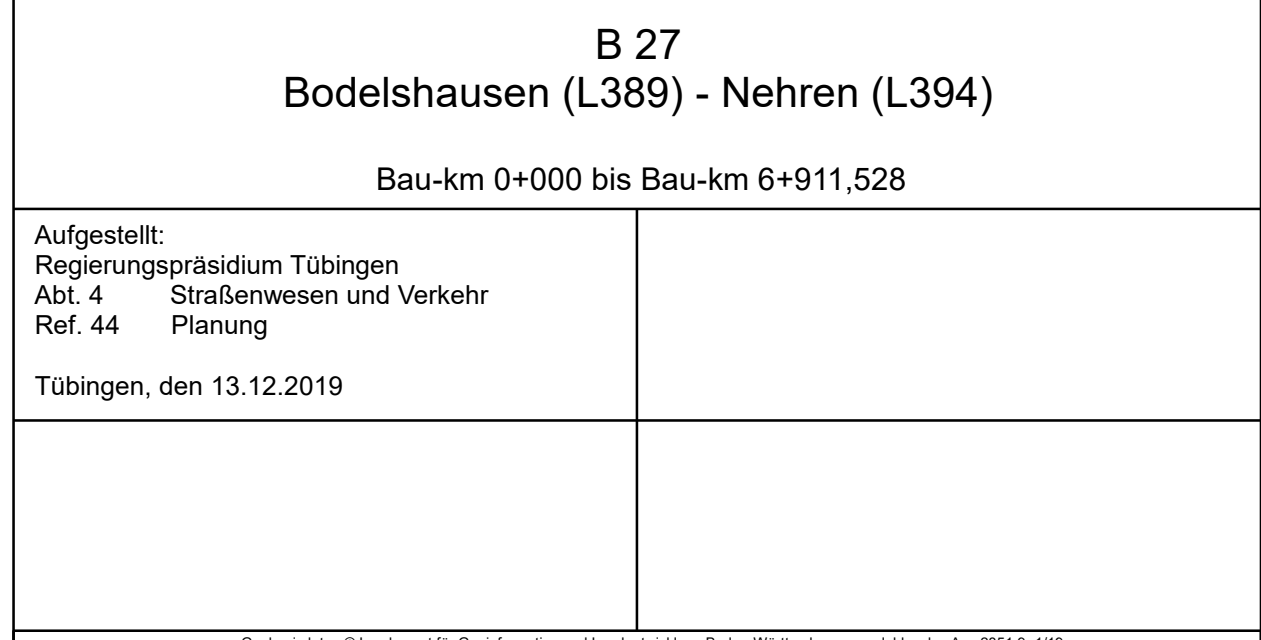 B 27
Bodelshausen (L389) - Nehren (L394)
Bau-km 0+000 bis Bau-km 6+911,528
Aufgestellt:
Regierungspräsidium Tübingen
Abt. 4 Straßenwesen und Verkehr
Ref. 44 Planung
Tübingen, den 13.12.2019